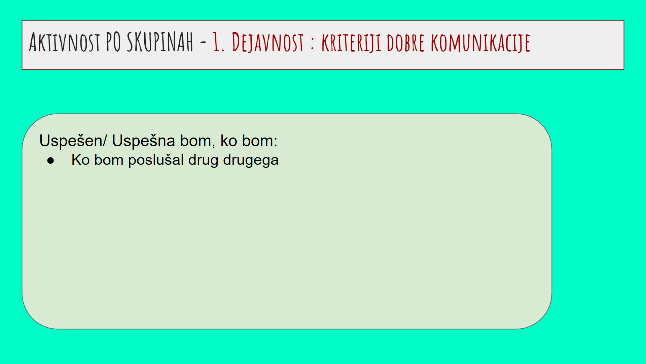 Aktivnost PO SKUPINAH - 1. Dejavnost : kriteriji dobre komunikacije
Uspešen/ Uspešna bom, ko bom:
● Ko bom poslušal drug drugega